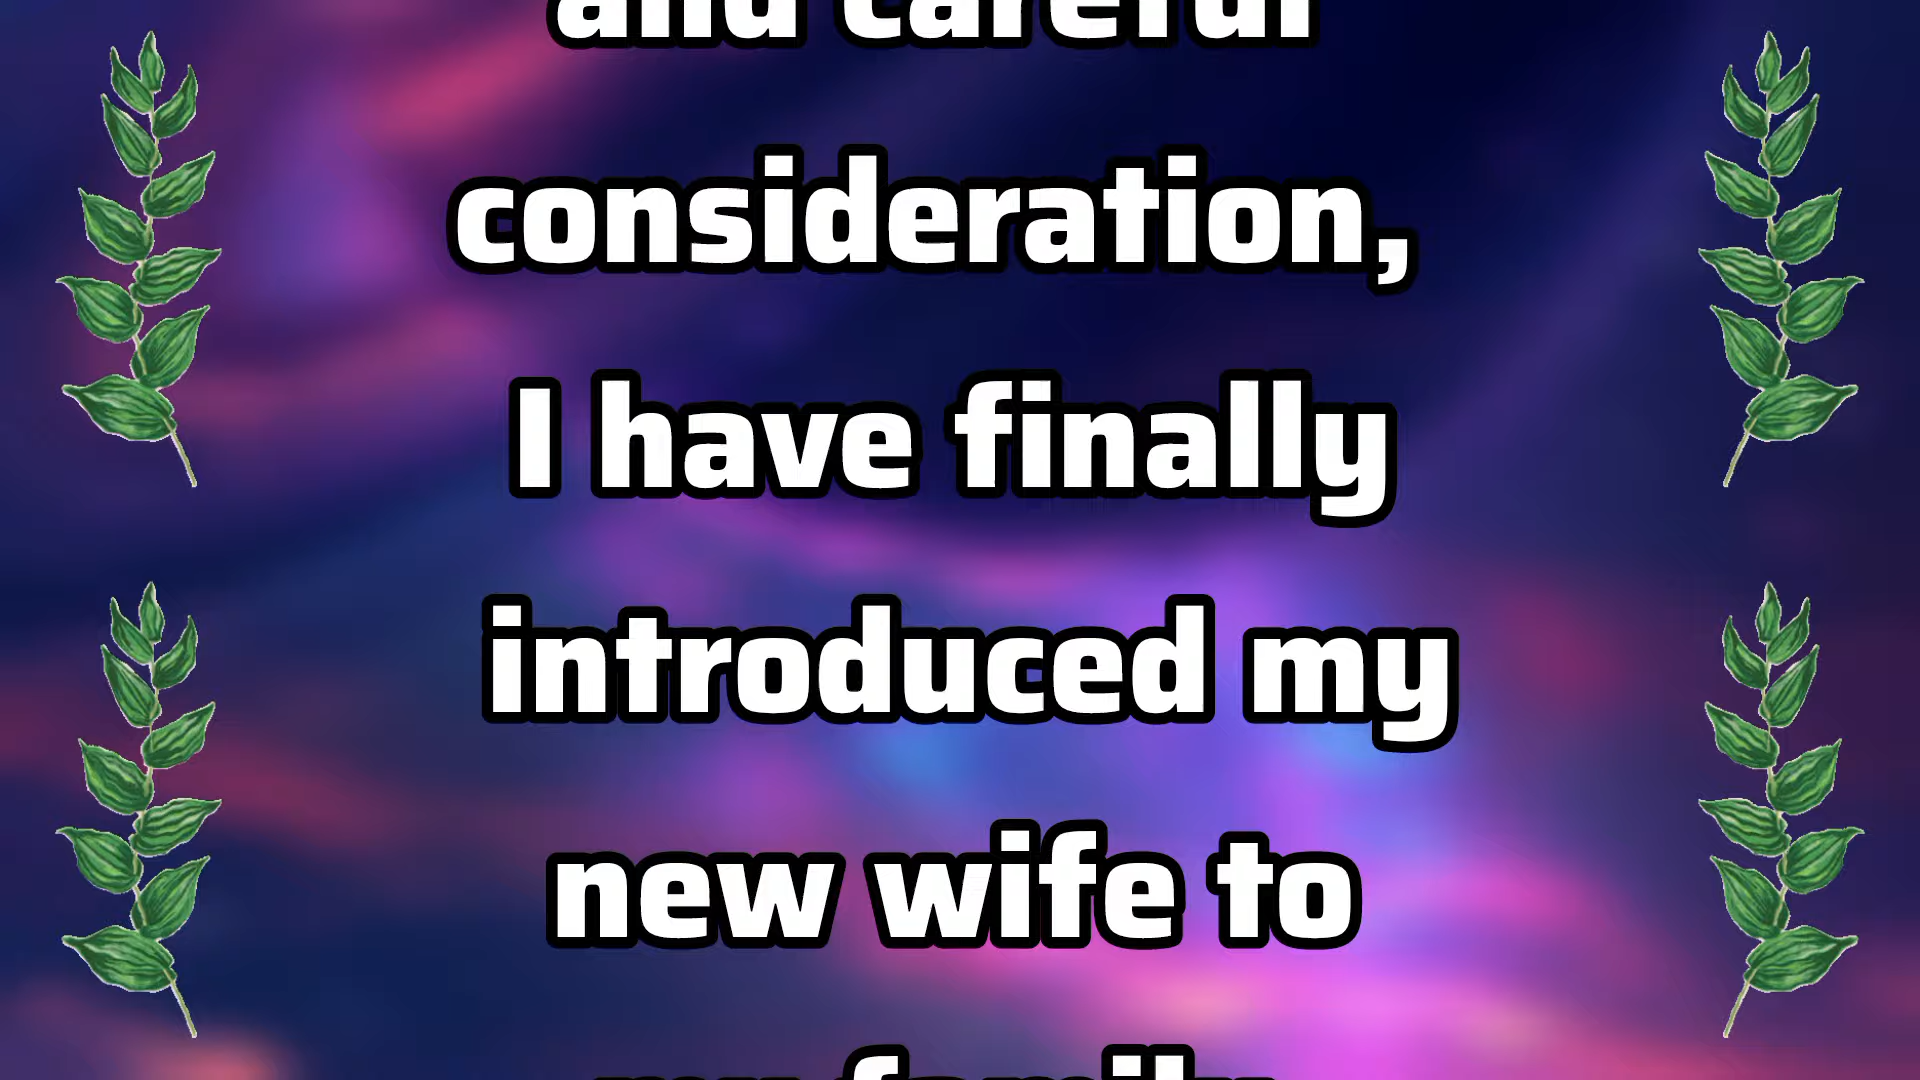 and careful
consideration,
I have finally
introduced my
new wife to
my family